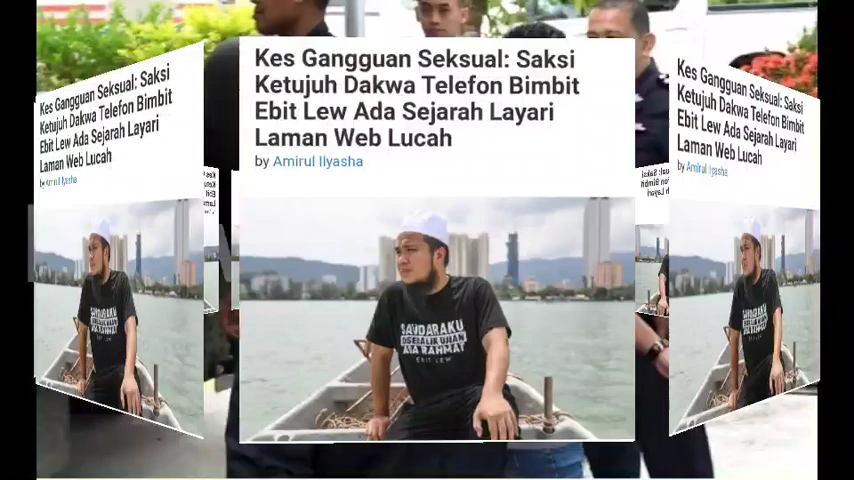 Kes Gangguan Seksual: Saksi
Ketujuh Dakwa Telefon Bimbit
Ebit Lew Ada Sejarah Layari
Laman Web Lucah
by Amirul Ilyasha
SAUDARAKU
DISEBALIK UJIAN
ADA RAHMAT
EBIT LEW
Kes Gangguan Seksual: Saksi
Ketujuh Dakwa Telefon Bimbit
Ebit Lew Ada Sejarah Layari
Laman Web Lucah
by Amirul Ilyasha
Kes Gangguan Seksual: Saksi
Ketujuh Dakwa Telefon Bimbit
Ebit Lew Ada Sejarah Layari
Laman Web Lucah
by Amirul Ilyasha